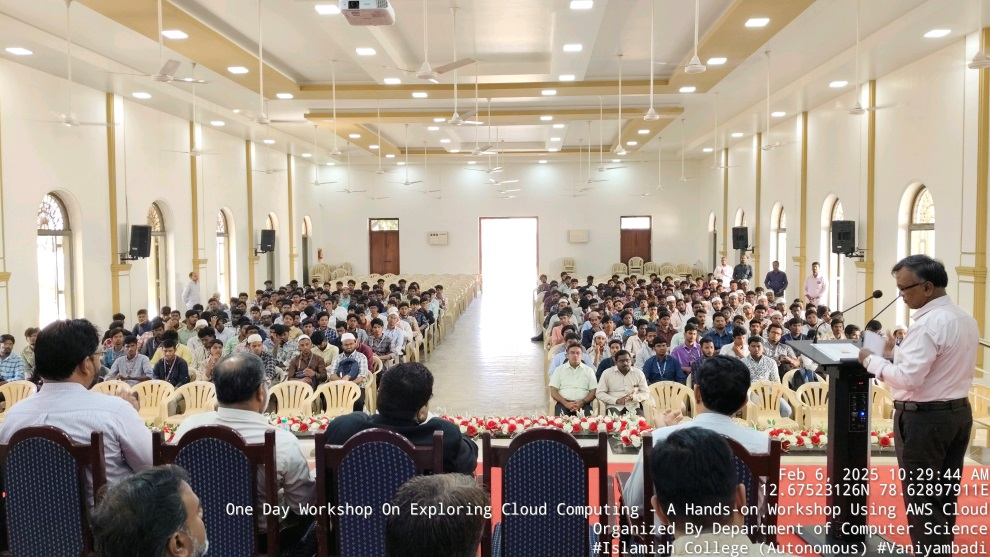 Feb 6, 2025 10:29:44 AM
12.67523126N 78.62897911E
One Day Workshop On Exploring Cloud Computing - A Hands-on Workshop Using AWS Cloud
Organized By Department of Computer Science
#Islamiah College (Autonomous) #Vaniyambadi